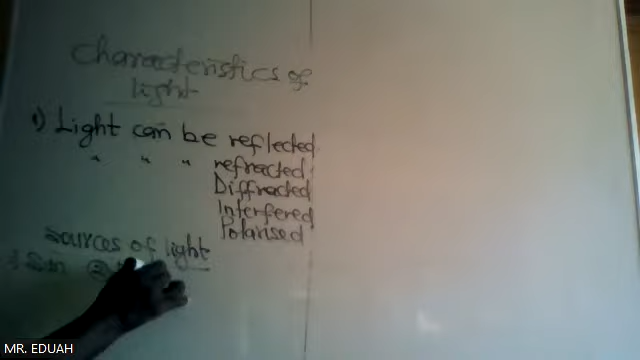 Characteristics of
light
1) Light can be reflected.
" " " refracted,
Diffracted
Interfered
Polarised
Sources of light
MR. EDUAH